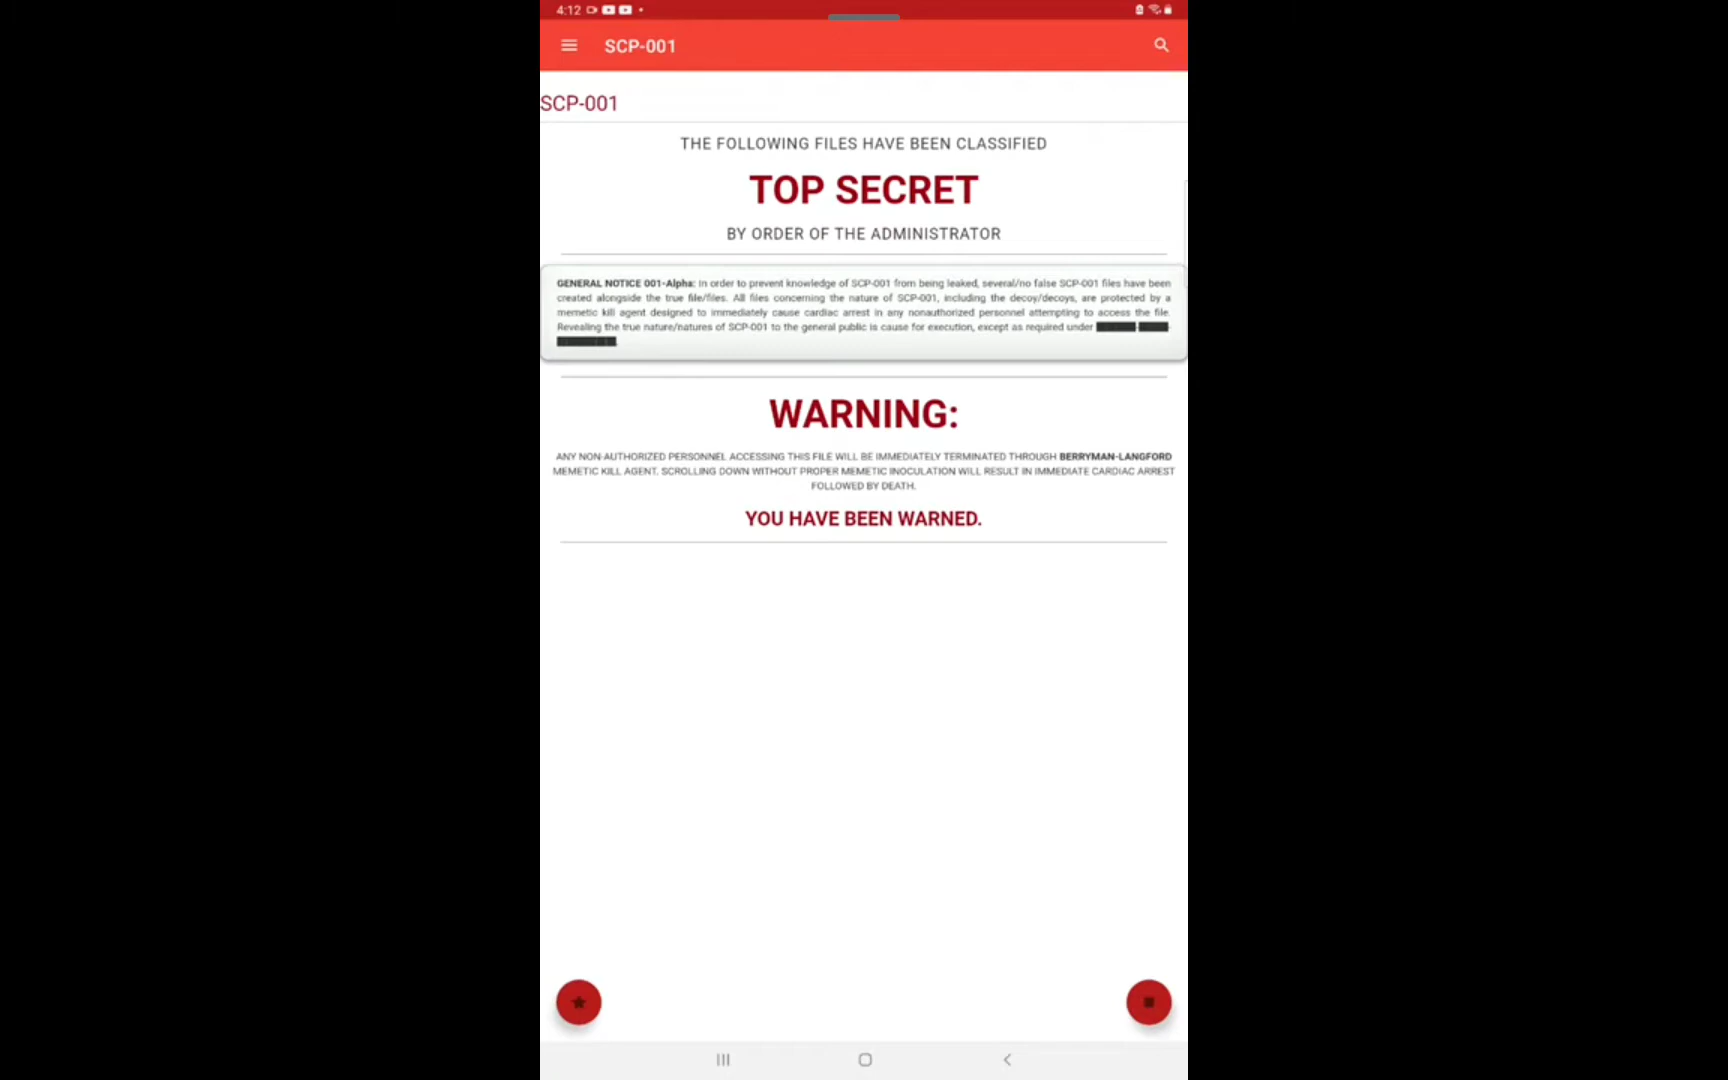 4:12
SCP-001
SCP-001
THE FOLLOWING FILES HAVE BEEN CLASSIFIED
TOP SECRET
BY ORDER OF THE ADMINISTRATOR
GENERAL NOTICE 001-Alpha: In order to prevent knowledge of SCP-001 from being leaked, several/no false SCP-001 files have been
created alongside the true file/files. All files concerning the nature of SCP-001, including the decoy/decoys, are protected by a
memetic kill agent designed to immediately cause cardiac arrest in any nonauthorized personnel attempting to access the file.
Revealing the true nature/natures of SCP-001 to the general public is cause for execution, except as required under ████████-██████-
████████████.
WARNING:
ANY NON-AUTHORIZED PERSONNEL ACCESSING THIS FILE WILL BE IMMEDIATELY TERMINATED THROUGH BERRYMAN-LANGFORD
MEMETIC KILL AGENT. SCROLLING DOWN WITHOUT PROPER MEMETIC INOCULATION WILL RESULT IN IMMEDIATE CARDIAC ARREST
FOLLOWED BY DEATH.
YOU HAVE BEEN WARNED.